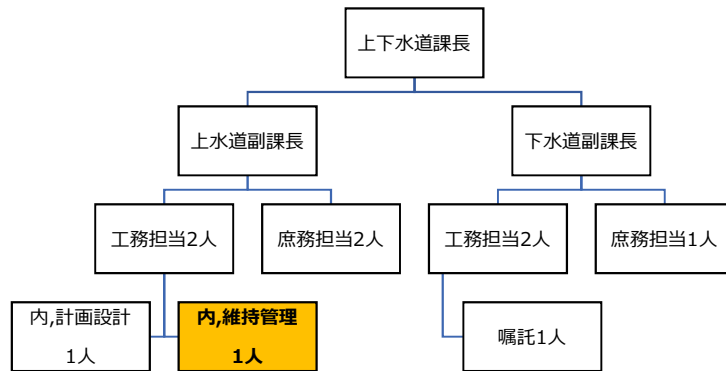 上下水道課長
上水道副課長
下水道副課長
工務担当2人
庶務担当2人
工務担当2人
庶務担当1人
内,計画設計
1人
内,維持管理
1人
嘱託1人